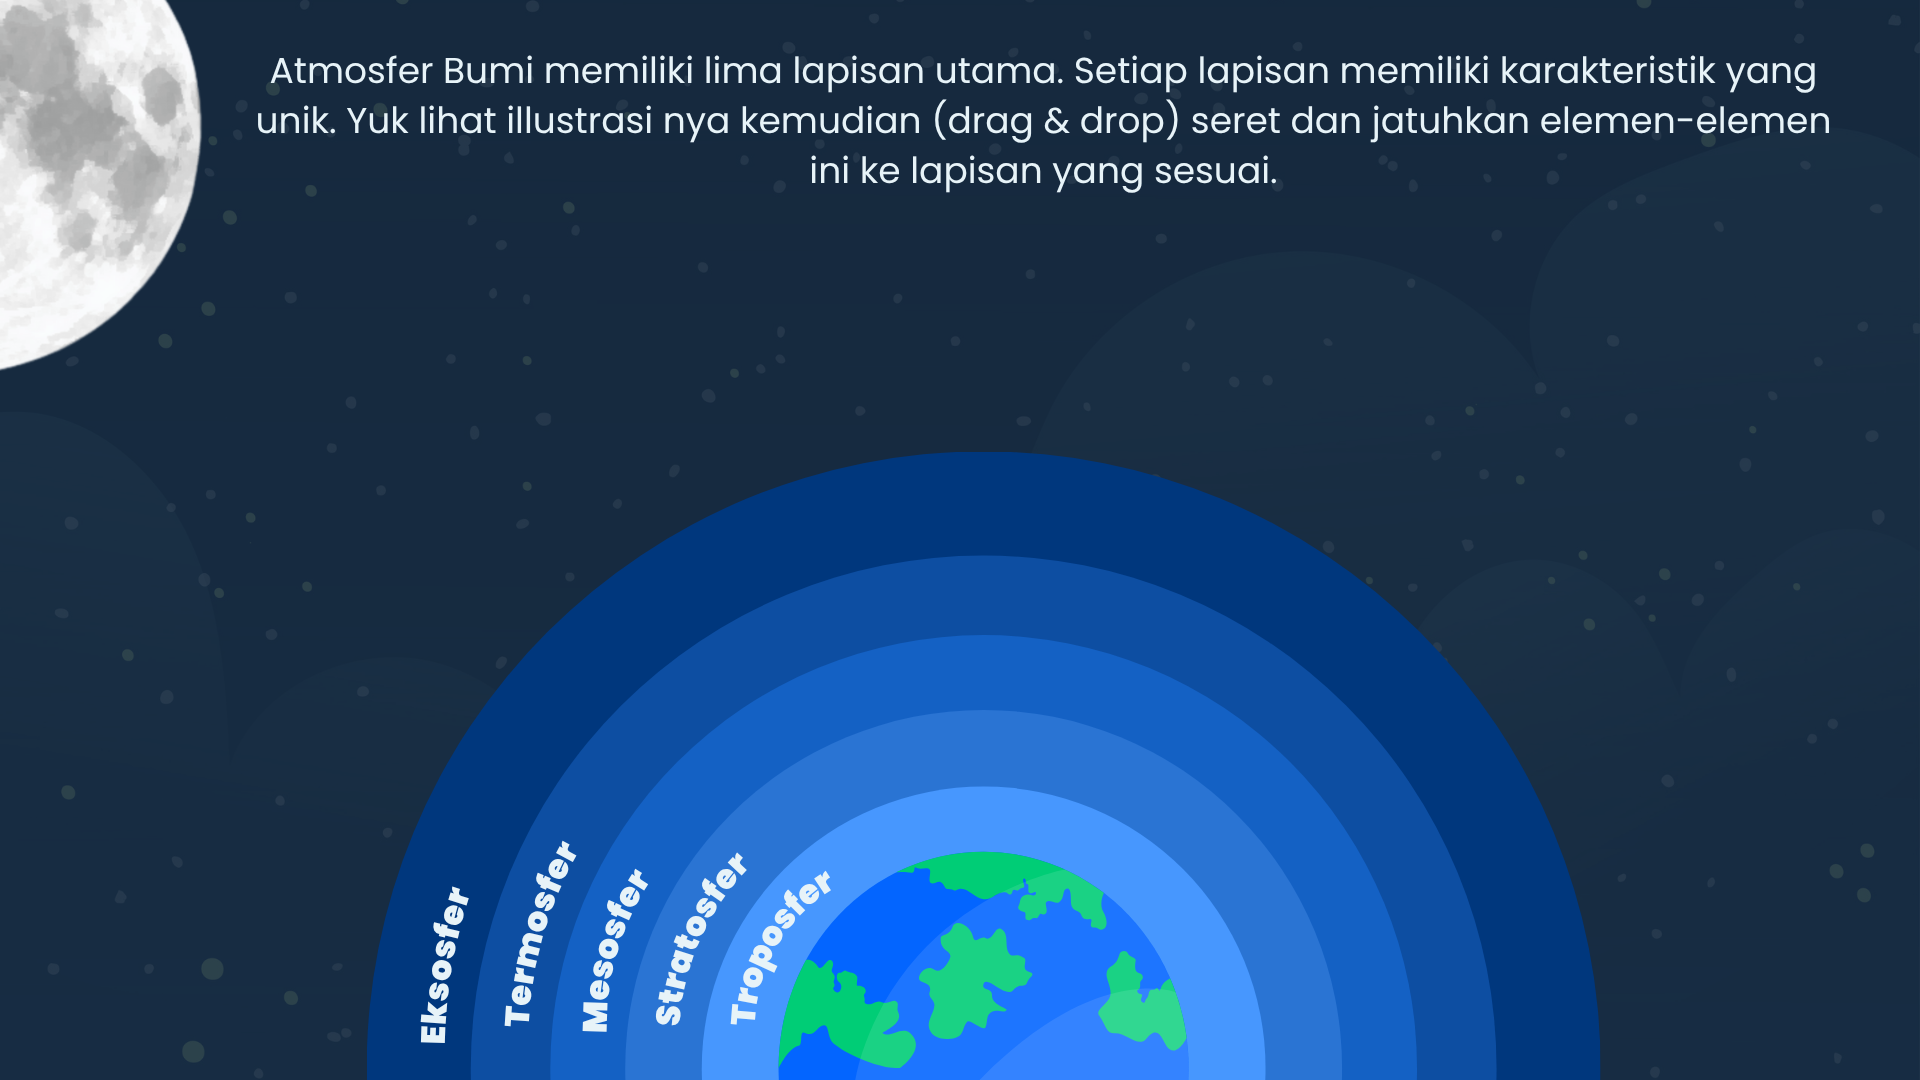 Atmosfer Bumi memiliki lima lapisan utama. Setiap lapisan memiliki karakteristik yang
unik. Yuk lihat illustrasi nya kemudian (drag & drop) seret dan jatuhkan elemen-elemen
ini ke lapisan yang sesuai.
Eksosfer
Termosfer
Mesosfer
Stratosfer
Troposfer